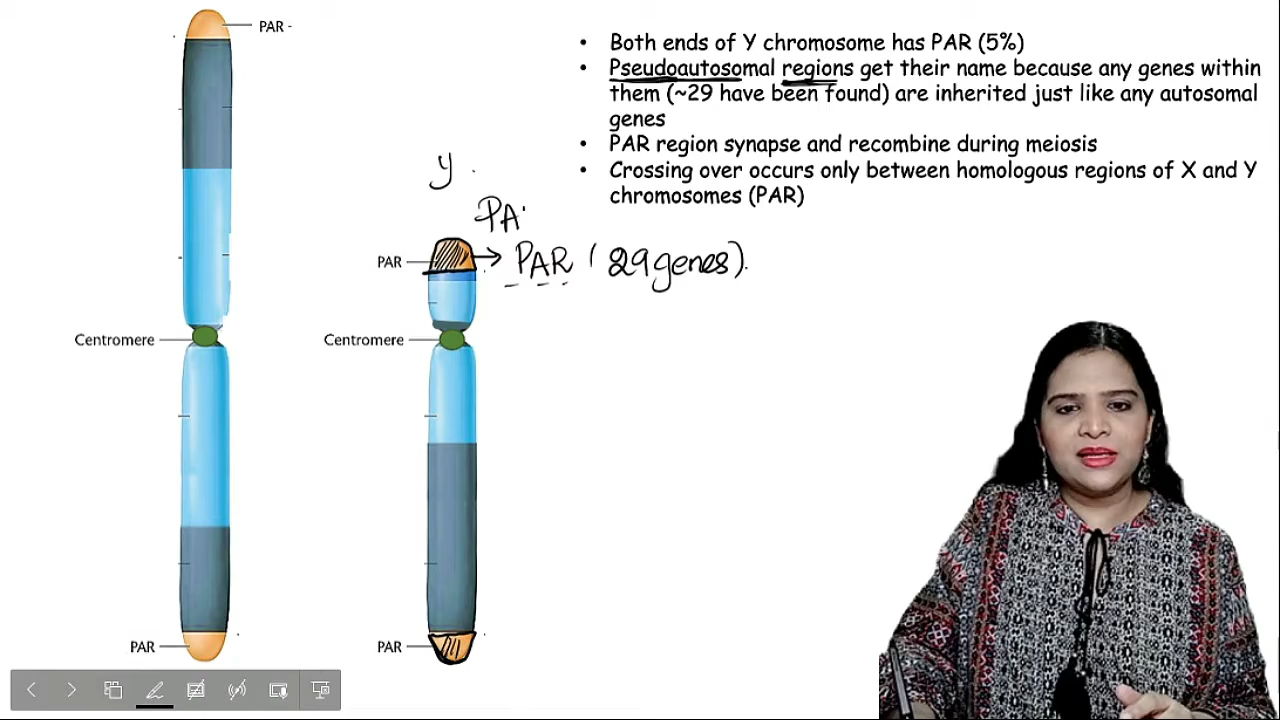 PAR -
• Both ends of Y chromosome has PAR (5%)
• Pseudoautosomal regions get their name because any genes within
them (~29 have been found) are inherited just like any autosomal
genes
• PAR region synapse and recombine during meiosis
• Crossing over occurs only between homologous regions of X and Y
chromosomes (PAR)
y
PA
PAR
PAR (29genes).
Centromere
Centromere
PAR
PAR